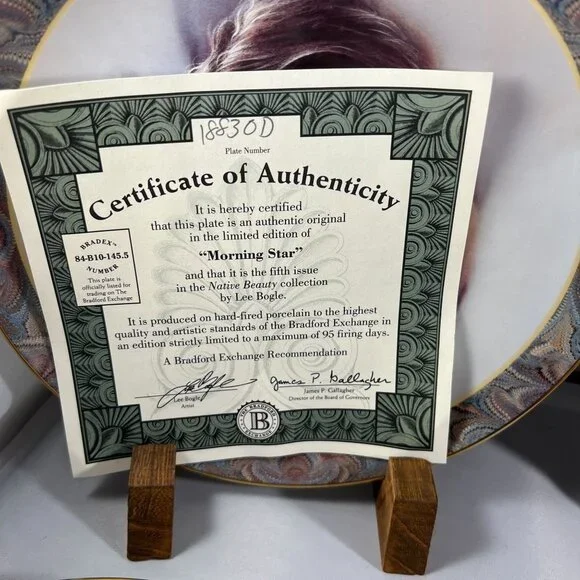 18830D
Plate Number
Certificate of Authenticity
It is hereby certified
that this plate is an authentic original
in the limited edition of
“Morning Star”
and that it is the fifth issue
in the Native Beauty collection
by Lee Bogle.
BRADEX™
84-B10-145.5
NUMBER
This plate is
officially listed for
trading on The
Bradford Exchange
It is produced on hard-fired porcelain to the highest
quality and artistic standards of the Bradford Exchange in
an edition strictly limited to a maximum of 95 firing days.
A Bradford Exchange Recommendation
James P. Gallagher
Lee Bogle
Artist
James P. Gallagher
Director of the Board of Governors
THE BRADFORD
B
EXCHANGE